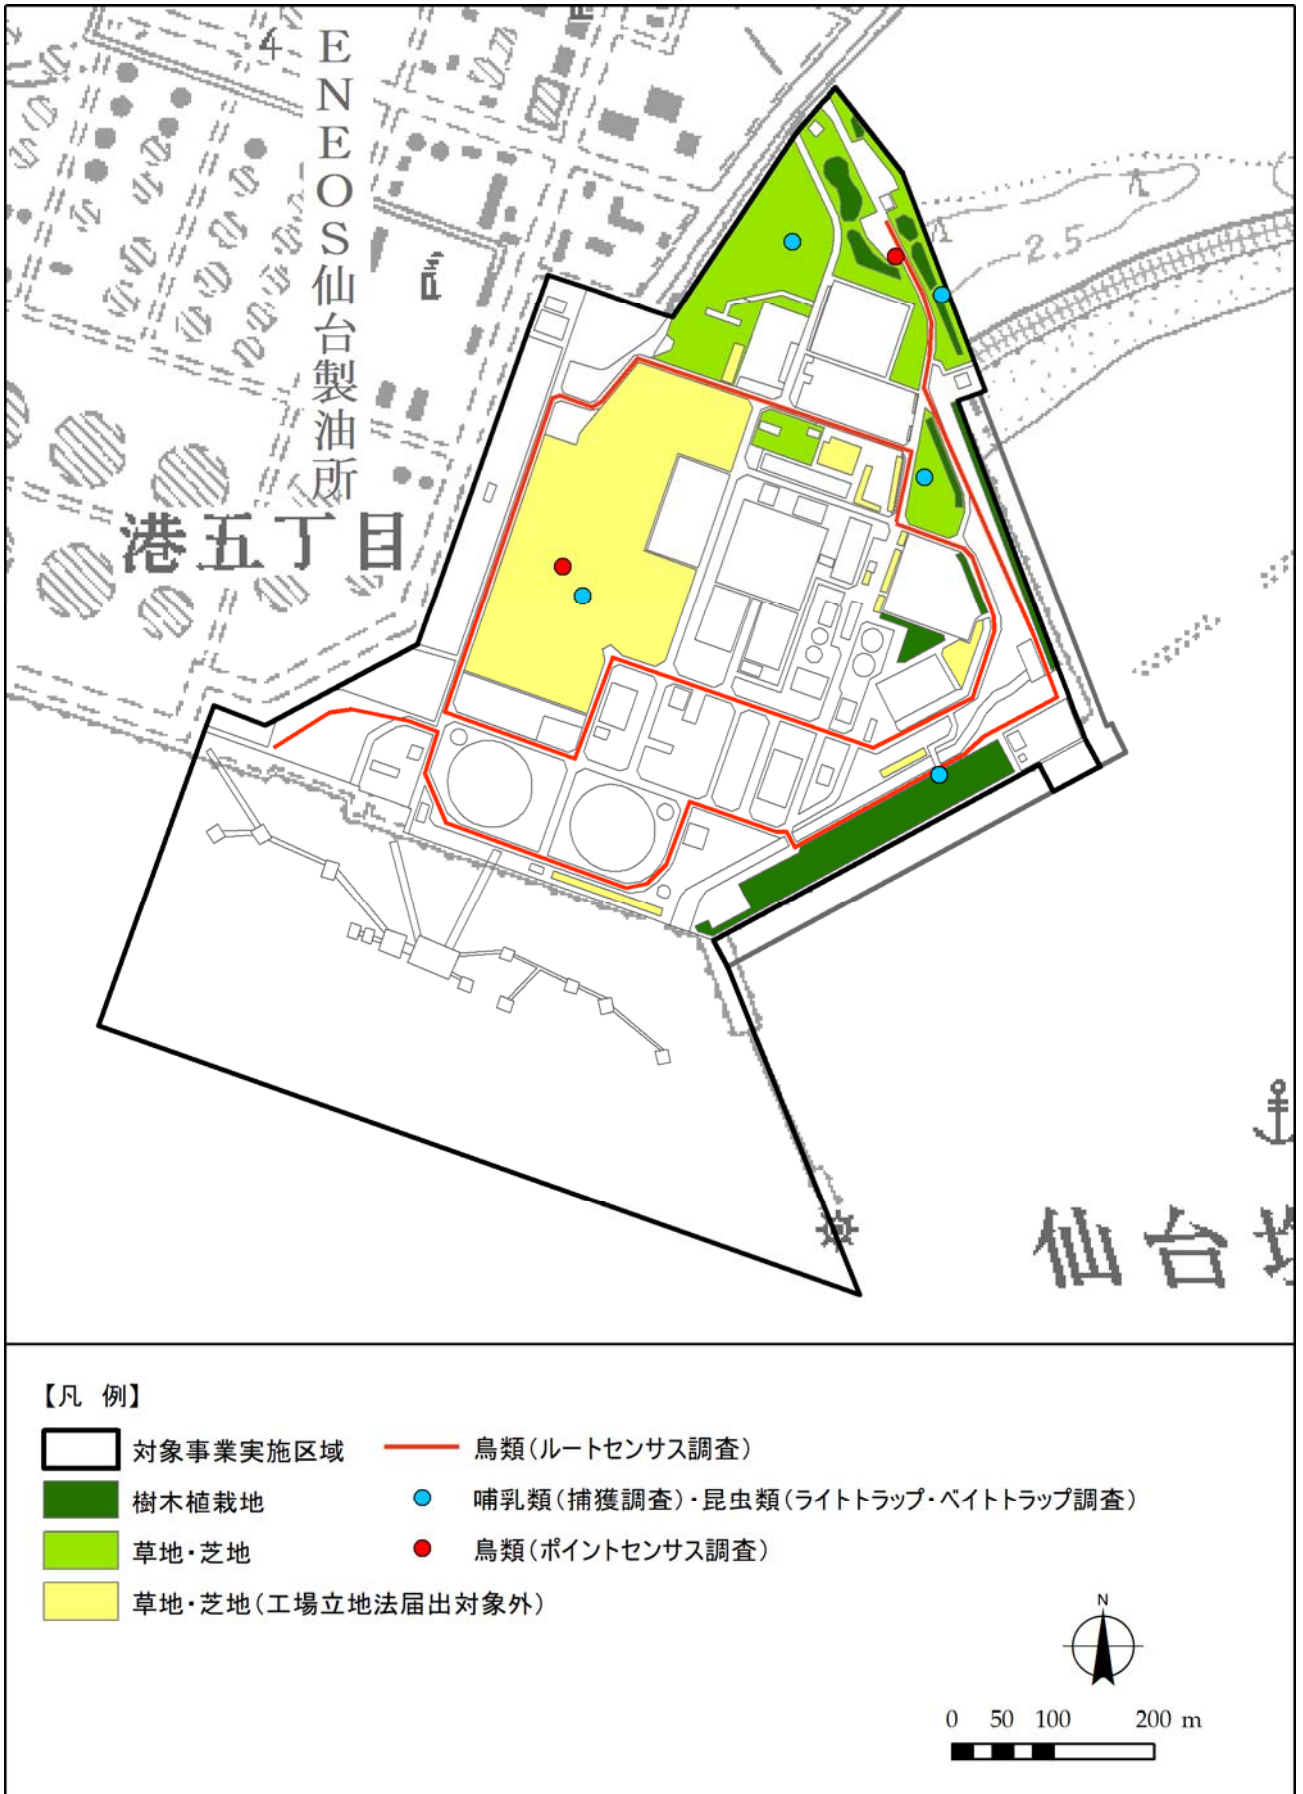 ENEOS仙台製油所
港五丁目
2.5
仙台
【凡 例】
対象事業実施区域
鳥類(ルートセンサス調査)
樹木植栽地
哺乳類(捕獲調査)・昆虫類(ライトトラップ・ベイトトラップ調査)
草地・芝地
鳥類(ポイントセンサス調査)
草地・芝地(工場立地法届出対象外)
N
0 50 100 200 m